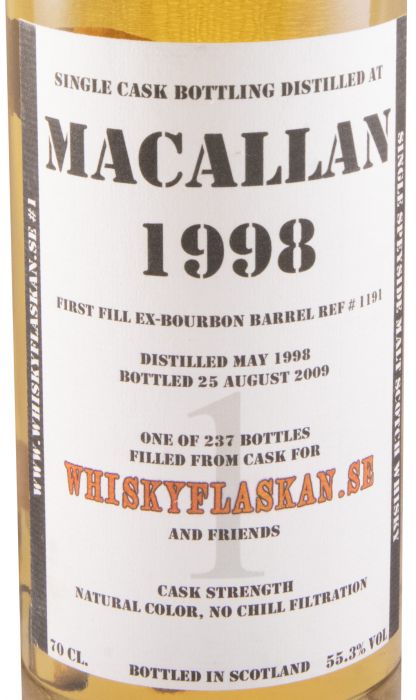 SINGLE CASK BOTTLING DISTILLED AT
MACALLAN
1998
FIRST FILL EX-BOURBON BARREL REF # 1191
DISTILLED MAY 1998
BOTTLED 25 AUGUST 2009
1
ONE OF 237 BOTTLES
FILLED FROM CASK FOR
WHISKYFLASKAN.SE
AND FRIENDS
CASK STRENGTH
NATURAL COLOR, NO CHILL FILTRATION
70 CL.
BOTTLED IN SCOTLAND
55.3% VOL
WWW.WHISKYFLASKAN.SE #1
SINGLE SPEYSIDE MALT SCOTCH WHISKY